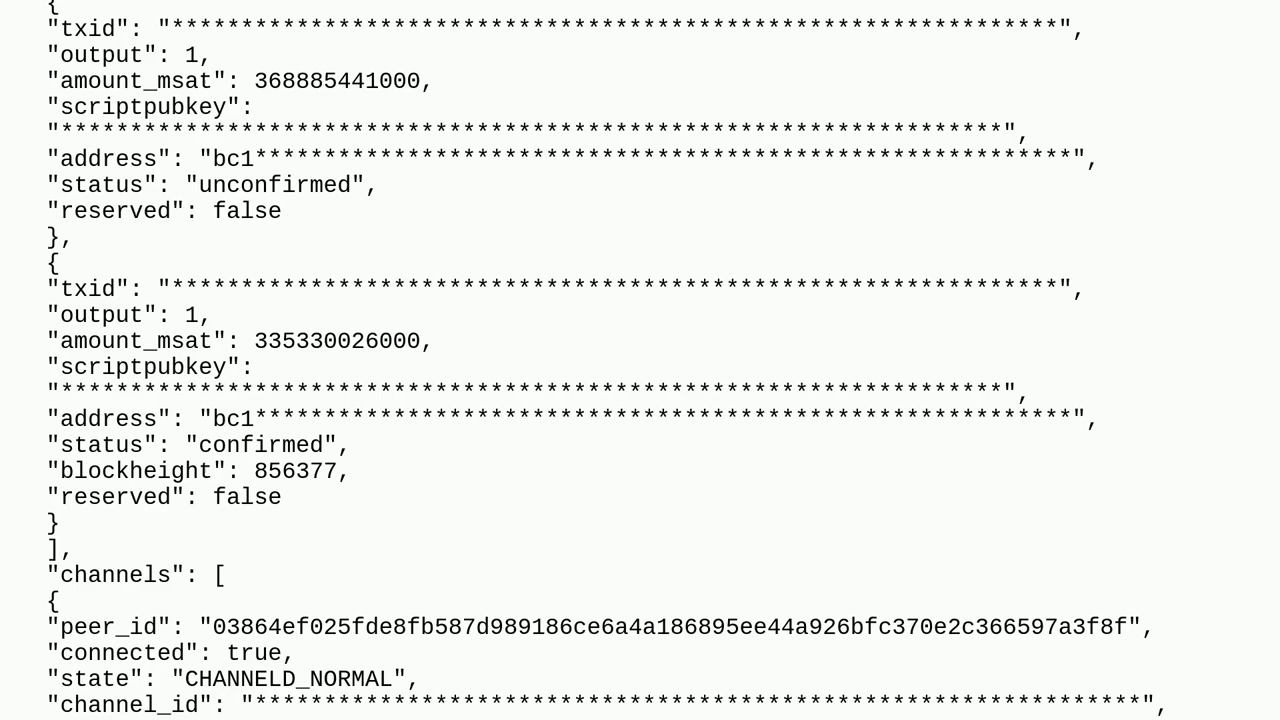 {
"txid": "****************************************************************",
"output": 1,
"amount_msat": 368885441000,
"scriptpubkey":
"********************************************************************",
"address": "bc1***********************************************************",
"status": "unconfirmed",
"reserved": false
},
{
"txid": "****************************************************************",
"output": 1,
"amount_msat": 335330026000,
"scriptpubkey":
"********************************************************************",
"address": "bc1***********************************************************",
"status": "confirmed",
"blockheight": 856377,
"reserved": false
}
],
"channels": [
{
"peer_id": "03864ef025fde8fb587d989186ce6a4a186895ee44a926bfc370e2c366597a3f8f",
"connected": true,
"state": "CHANNELD_NORMAL",
"channel_id": "****************************************************************",